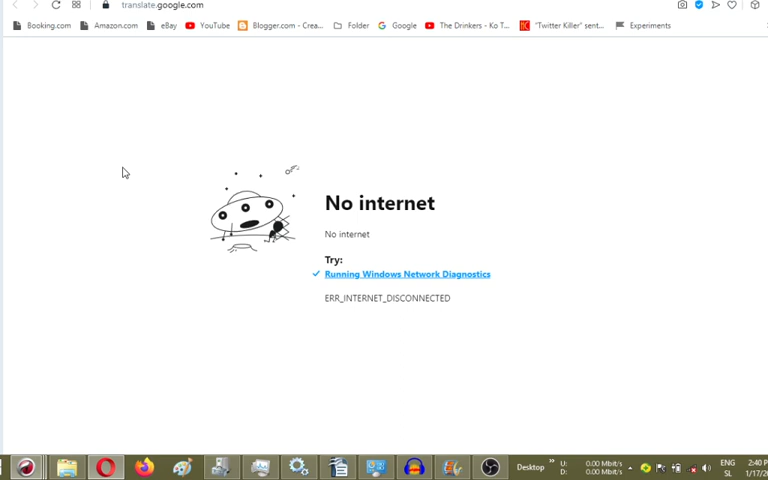 translate.google.com
Booking.com Amazon.com eBay YouTube Blogger.com - Crea... Folder Google The Drinkers - Ko T... "Twitter Killer" sent... Experiments
No internet
No internet
Try:
Running Windows Network Diagnostics
ERR_INTERNET_DISCONNECTED
Desktop
U: 0.00 Mbit/s
D: 0.00 Mbit/s
ENG
SL
2:40 P
1/17/20